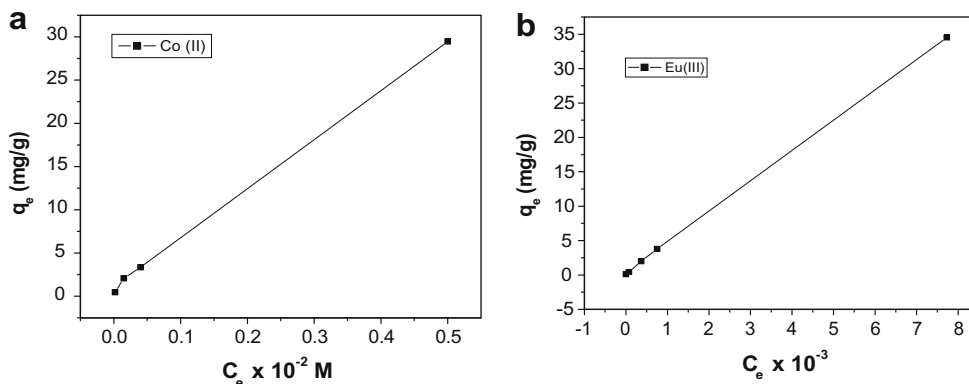 a
Co (II)
30
25
20
15
10
5
0
q_e (mg/g)
0.0 0.1 0.2 0.3 0.4 0.5
C_e x 10^-2 M
b
Eu(III)
35
30
25
20
15
10
5
0
-5
q_e (mg/g)
-1 0 1 2 3 4 5 6 7 8
C_e x 10^-3